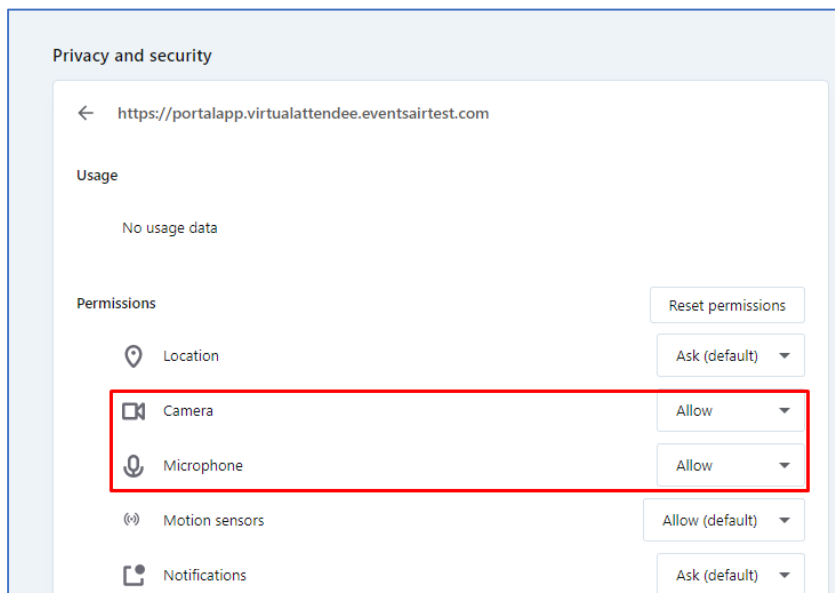 Privacy and security
https://portalapp.virtualattendee.eventsairtest.com
Usage
No usage data
Permissions
Reset permissions
Location
Ask (default)
Camera
Allow
Microphone
Allow
Motion sensors
Allow (default)
Notifications
Ask (default)